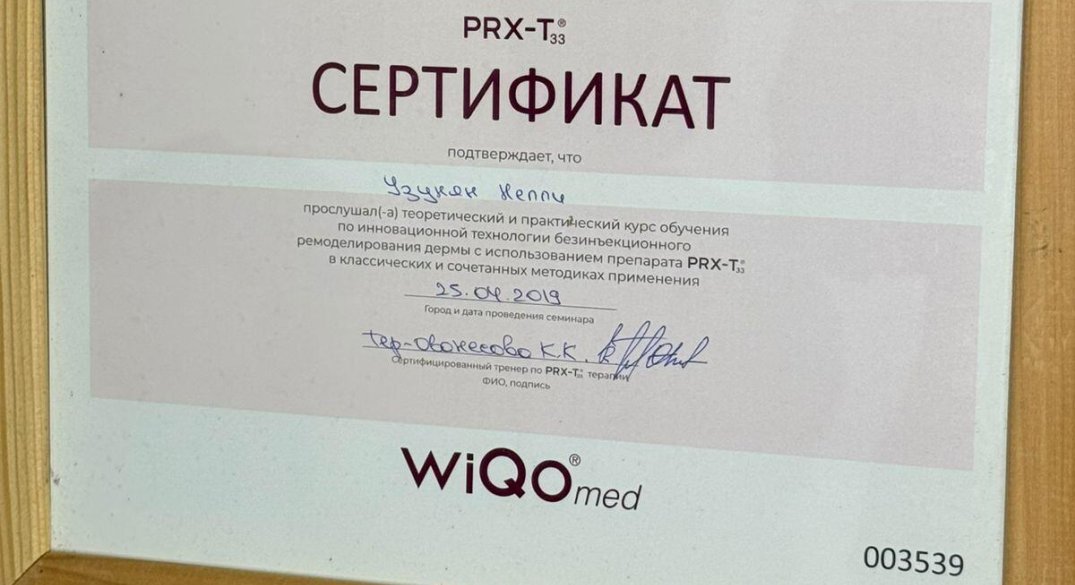 PRX-T33®
СЕРТИФИКАТ
подтверждает, что
Узунян Нелли
прослушал(-а) теоретический и практический курс обучения
по инновационной технологии безинъекционного
ремоделирования дермы с использованием препарата PRX-T33®
в классических и сочетанных методиках применения
25.04.2019
Город и дата проведения семинара
Тер-Ованесова К.К.
Сертифицированный тренер по PRX-T33® терапии
ФИО, подпись
WiQo® med
003539